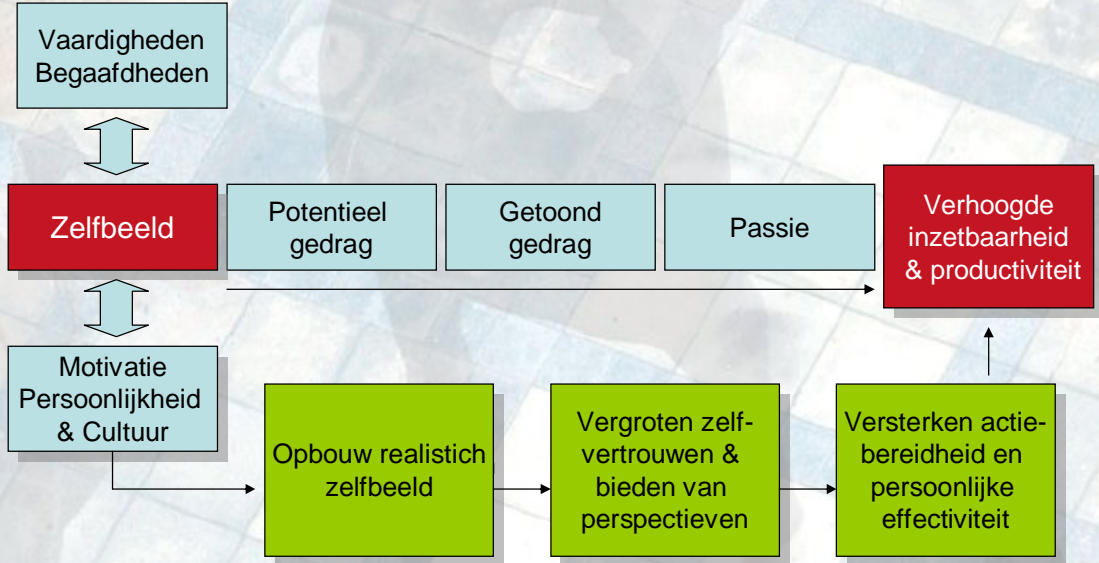 Vaardigheden
Begaafdheden
Zelfbeeld
Potentieel
gedrag
Getoond
gedrag
Passie
Verhoogde
inzetbaarheid
& productiviteit
Motivatie
Persoonlijkheid
& Cultuur
Opbouw realistich
zelfbeeld
Vergroten zelf-
vertrouwen &
bieden van
perspectieven
Versterken actie-
bereidheid en
persoonlijke
effectiviteit